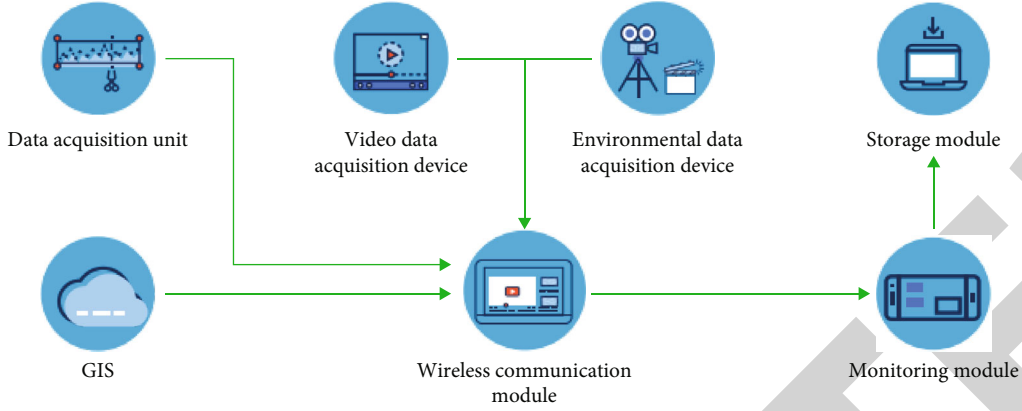 Data acquisition unit
Video data
acquisition device
Environmental data
acquisition device
Storage module
GIS
Wireless communication
module
Monitoring module